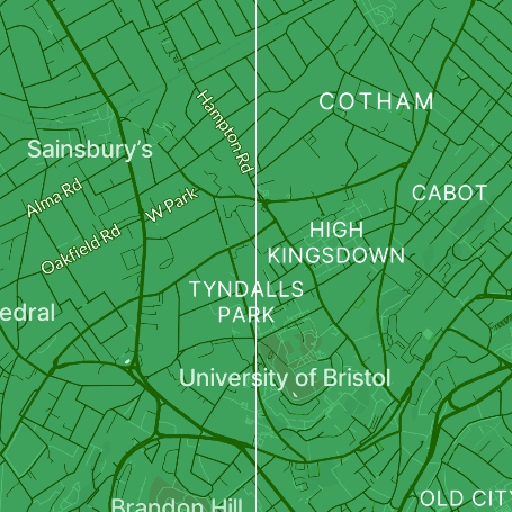 COTHAM
Hampton Rd
Sainsbury's
Alma Rd
W Park
CABOT
Oakfield Rd
HIGH
KINGSDOWN
TYNDALLS
PARK
edral
University of Bristol
OLD CITY
Brandon Hill